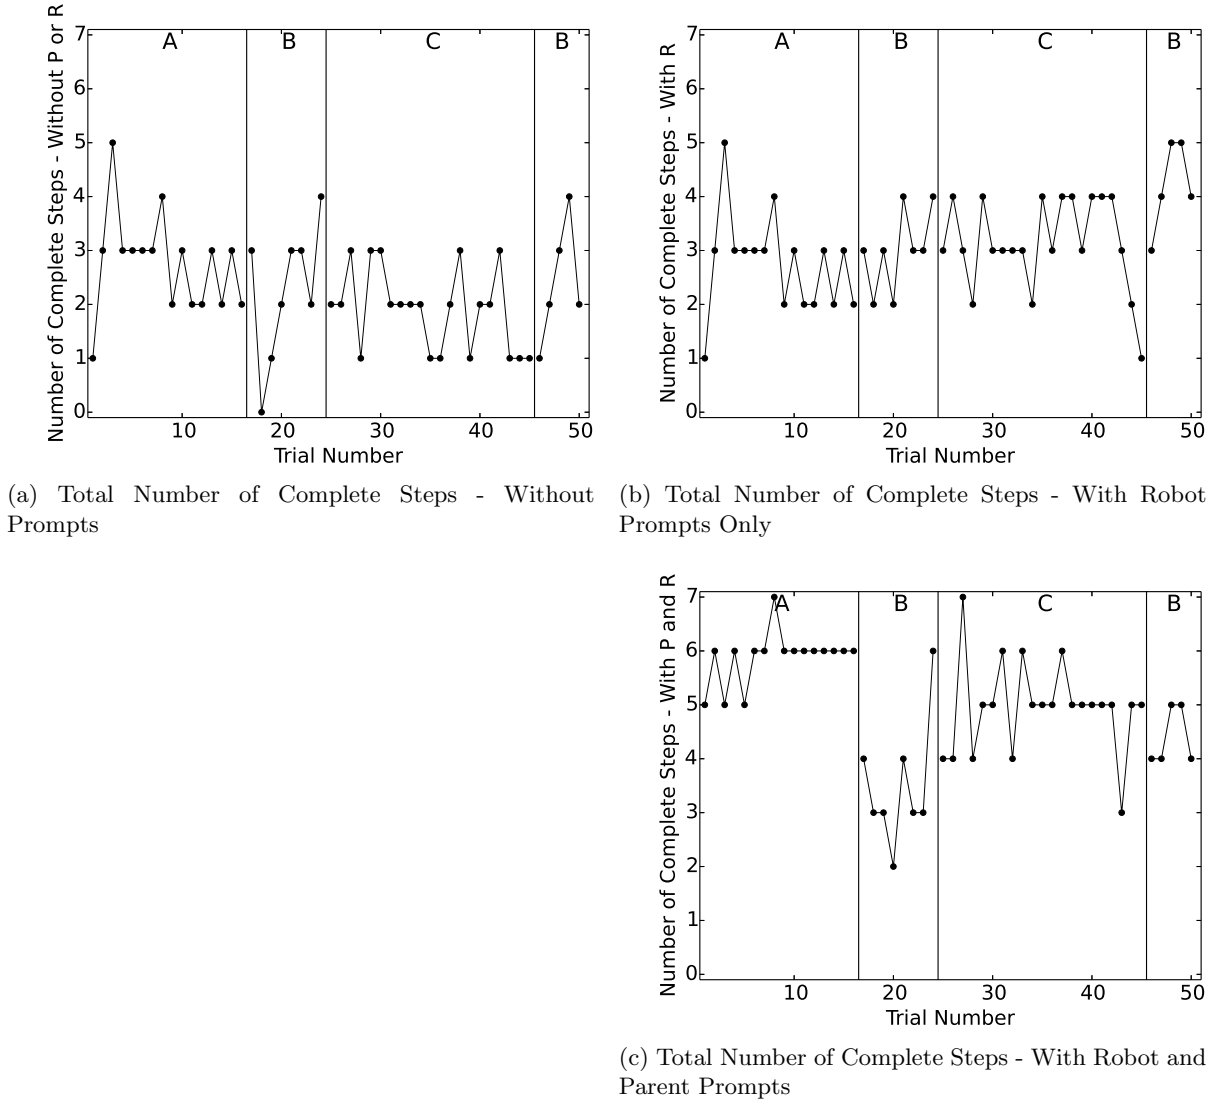 Number of Complete Steps - Without P or R
A B C B
7
6
5
4
3
2
1
0
10 20 30 40 50
Trial Number
(a) Total Number of Complete Steps - Without
Prompts
Number of Complete Steps - With R
A B C B
7
6
5
4
3
2
1
0
10 20 30 40 50
Trial Number
(b) Total Number of Complete Steps - With Robot
Prompts Only
Number of Complete Steps - With P and R
A B C B
7
6
5
4
3
2
1
0
10 20 30 40 50
Trial Number
(c) Total Number of Complete Steps - With Robot and
Parent Prompts